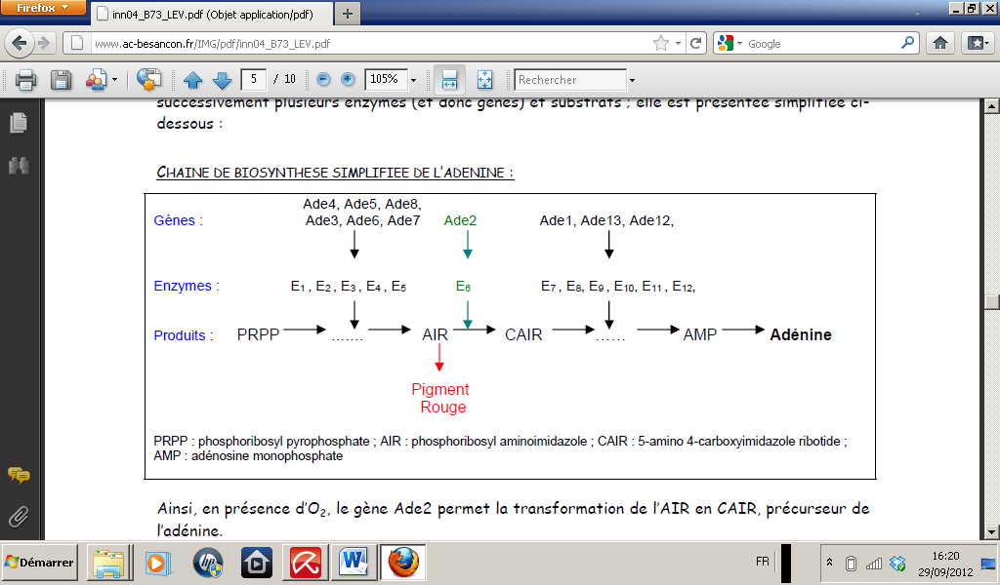 Firefox
inn04_B73_LEV.pdf (Objet application/pdf)
www.ac-besancon.fr/IMG/pdf/inn04_B73_LEV.pdf
Google
5 / 10
105%
Rechercher
successivement plusieurs enzymes (et donc gènes) et substrats ; elle est présentée simplifiée ci-
dessous :
CHAINE DE BIOSYNTHESE SIMPLIFIEE DE L'ADENINE :
Ade4, Ade5, Ade8,
Gènes : Ade3, Ade6, Ade7 Ade2 Ade1, Ade13, Ade12,
Enzymes : E1 , E2 , E3 , E4 , E5 E6 E7 , E8, E9 , E10, E11 , E12,
Produits : PRPP ....... AIR CAIR ...... AMP Adénine
Pigment
Rouge
PRPP : phosphoribosyl pyrophosphate ; AIR : phosphoribosyl aminoimidazole ; CAIR : 5-amino 4-carboxyimidazole ribotide ;
AMP : adénosine monophosphate
Ainsi, en présence d'O2, le gène Ade2 permet la transformation de l'AIR en CAIR, précurseur de
l'adénine.
Démarrer
FR
16:20
29/09/2012